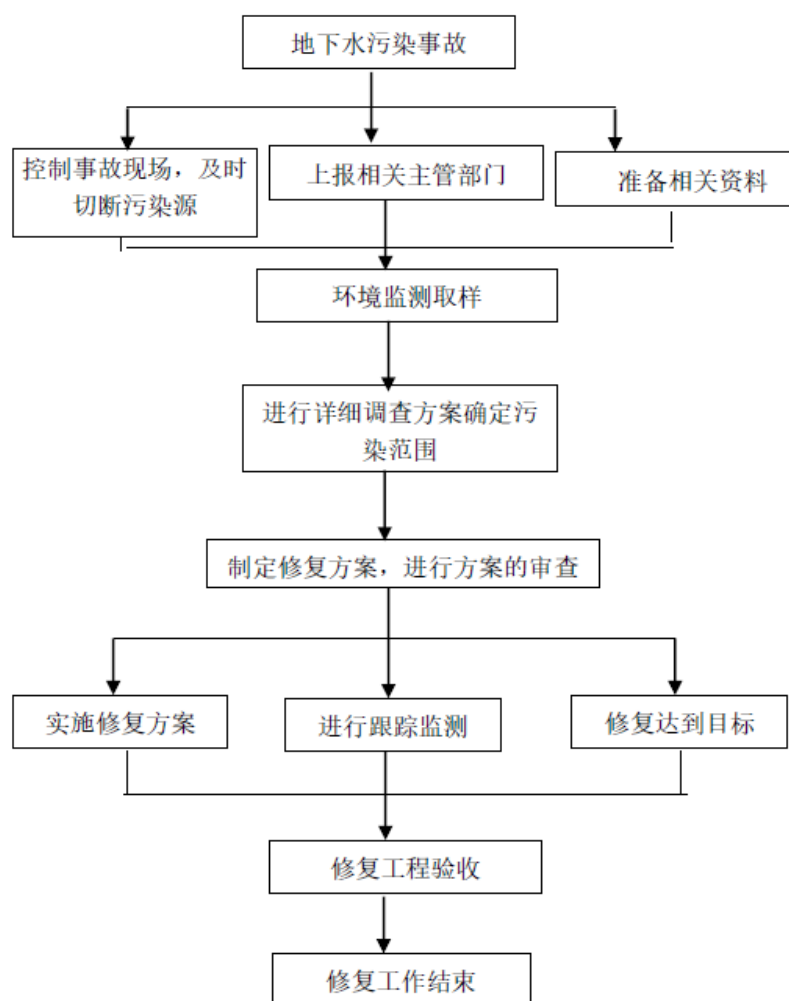 地下水污染事故
控制事故现场，及时
切断污染源
上报相关主管部门
准备相关资料
环境监测取样
进行详细调查方案确定污
染范围
制定修复方案，进行方案的审查
实施修复方案
进行跟踪监测
修复达到目标
修复工程验收
修复工作结束